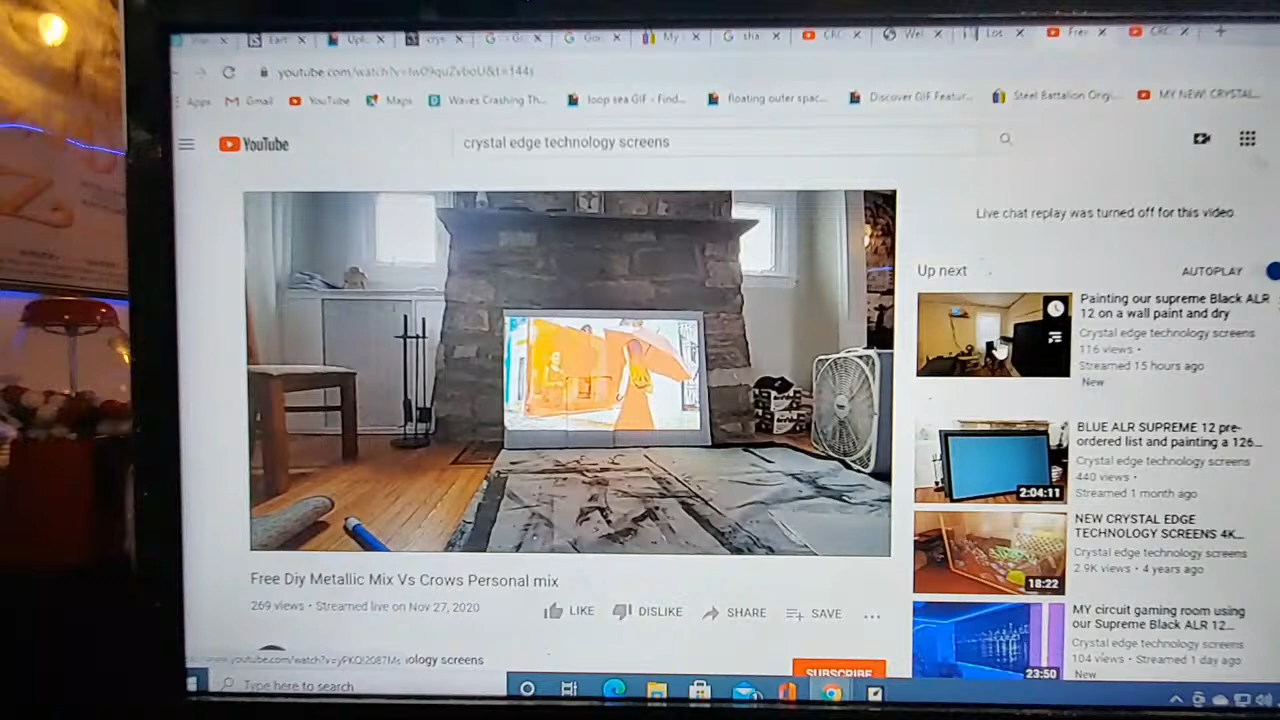 youtube.com/watch?v=
Apps Gmail YouTube Maps Waves Crashing Th... loop sea GIF - Find... floating outer spac... Discover GIF Featur... Steel Battalion Origi... MY NEW! CRYSTAL...
YouTube
crystal edge technology screens
Live chat replay was turned off for this video
Up next
AUTOPLAY
Painting our supreme Black ALR
12 on a wall paint and dry
Crystal edge technology screens
116 views •
Streamed 15 hours ago
New
BLUE ALR SUPREME 12 pre-
ordered list and painting a 126...
Crystal edge technology screens
440 views •
Streamed 1 month ago
2:04:11
NEW CRYSTAL EDGE
TECHNOLOGY SCREENS 4K...
Crystal edge technology screens
2.9K views • 4 years ago
18:22
MY circuit gaming room using
our Supreme Black ALR 12...
Crystal edge technology screens
104 views • Streamed 1 day ago
New
23:50
Free Diy Metallic Mix Vs Crows Personal mix
269 views • Streamed live on Nov 27, 2020
LIKE DISLIKE SHARE SAVE
ology screens
SUBSCRIBE
Type here to search